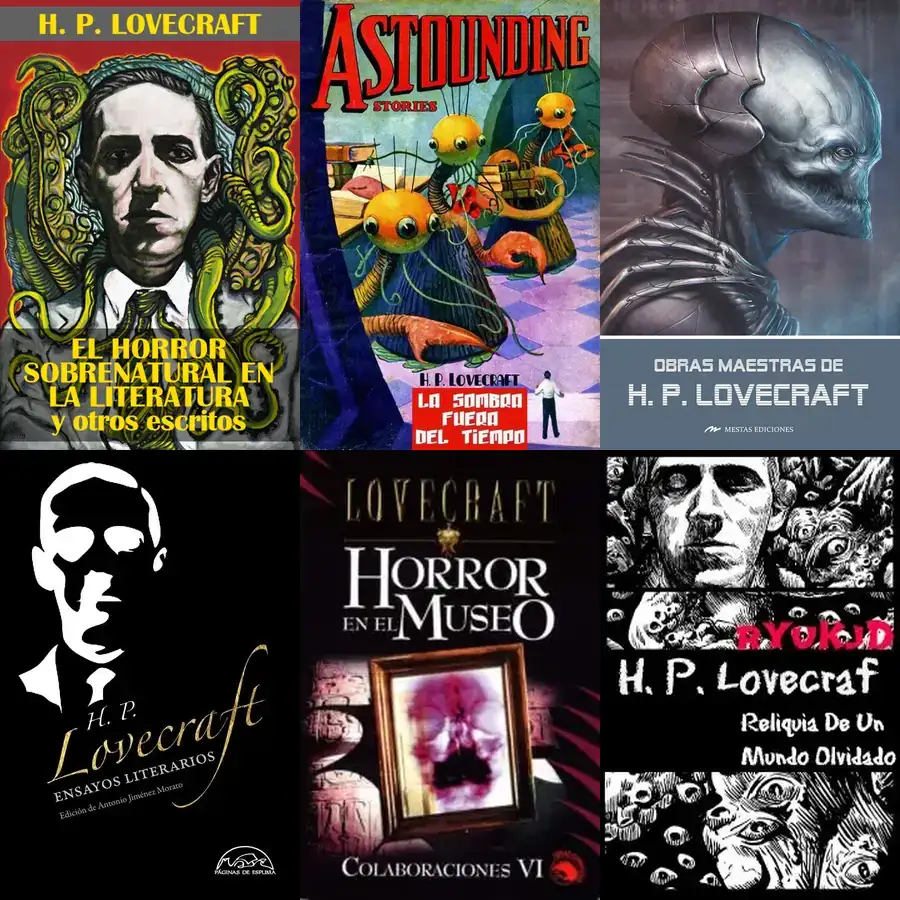 H. P. LOVECRAFT
EL HORROR
SOBRENATURAL EN
LA LITERATURA
y otros escritos
ASTOUNDING
STORIES
H. P. LOVECRAFT
LA SOMBRA
FUERA
DEL TIEMPO
OBRAS MAESTRAS DE
H. P. LOVECRAFT
MESTAS EDICIONES
H. P.
Lovecraft
ENSAYOS LITERARIOS
Edición de Antonio Jiménez Morato
PÁGINAS DE ESPUMA
LOVECRAFT
HORROR
EN EL MUSEO
COLABORACIONES VI
RYUKJD
H. P. Lovecraf
Reliquia De Un
Mundo Olvidado